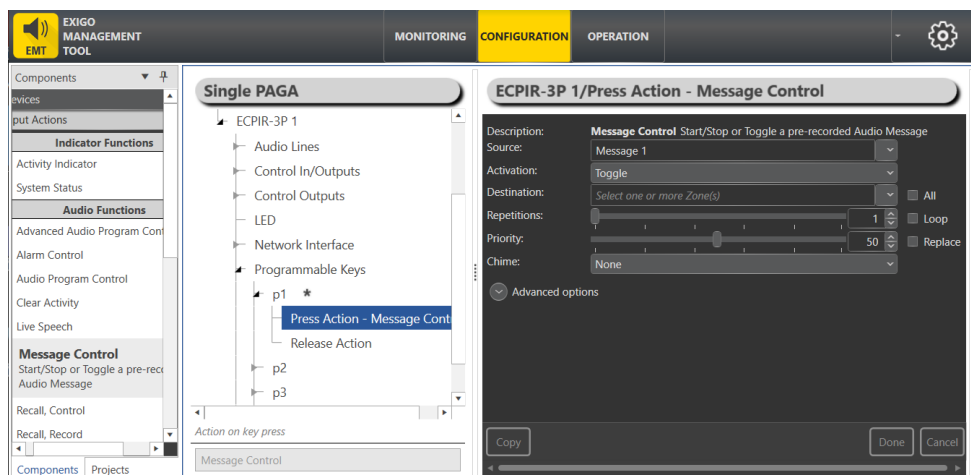 EXIGO
MANAGEMENT
TOOL
EMT
MONITORING
CONFIGURATION
OPERATION
Components
evices
put Actions
Indicator Functions
Activity Indicator
System Status
Audio Functions
Advanced Audio Program Cont
Alarm Control
Audio Program Control
Clear Activity
Live Speech
Message Control
Start/Stop or Toggle a pre-reco
Audio Message
Recall, Control
Recall, Record
Components Projects
Single PAGA
ECPIR-3P 1
Audio Lines
Control In/Outputs
Control Outputs
LED
Network Interface
Programmable Keys
p1 *
Press Action - Message Conti
Release Action
p2
p3
Action on key press
Message Control
ECPIR-3P 1/Press Action - Message Control
Description: Message Control Start/Stop or Toggle a pre-recorded Audio Message
Source: Message 1
Activation: Toggle
Destination: Select one or more Zone(s) All
Repetitions: 1 Loop
Priority: 50 Replace
Chime: None
Advanced options
Copy Done Cancel